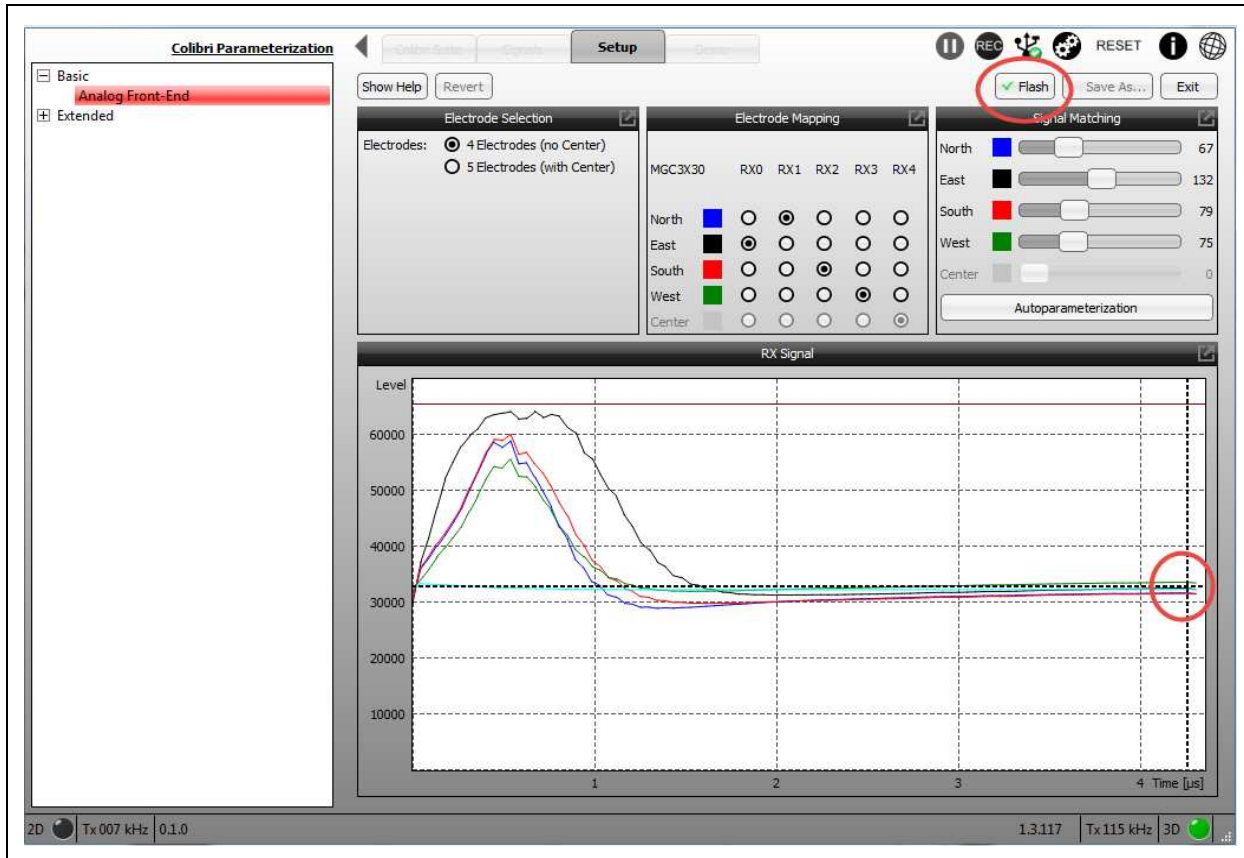 Colibri Parameterization
Setup
REC
RESET
Basic
Analog Front-End
Extended
Show Help
Revert
Flash
Save As...
Exit
Electrode Selection
Electrodes:
4 Electrodes (no Center)
5 Electrodes (with Center)
Electrode Mapping
MGC3X30 RX0 RX1 RX2 RX3 RX4
North
East
South
West
Center
Signal Matching
North 67
East 132
South 79
West 75
Center 0
Autoparameterization
RX Signal
Level
60000
50000
40000
30000
20000
10000
1 2 3 4 Time [µs]
2D Tx 007 kHz 0.1.0
1.3.117 Tx 115 kHz 3D